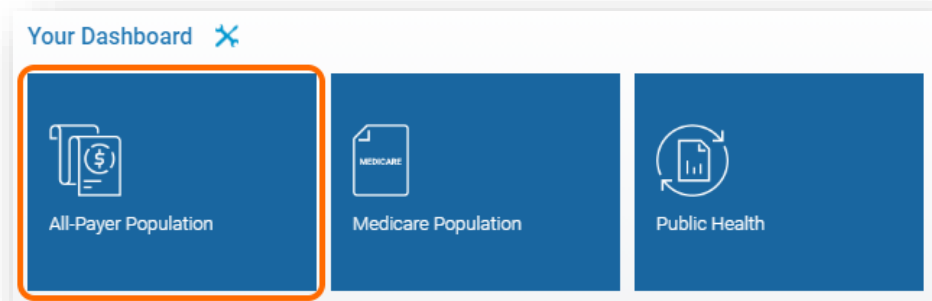 Your Dashboard
$
MEDICARE
All-Payer Population
Medicare Population
Public Health